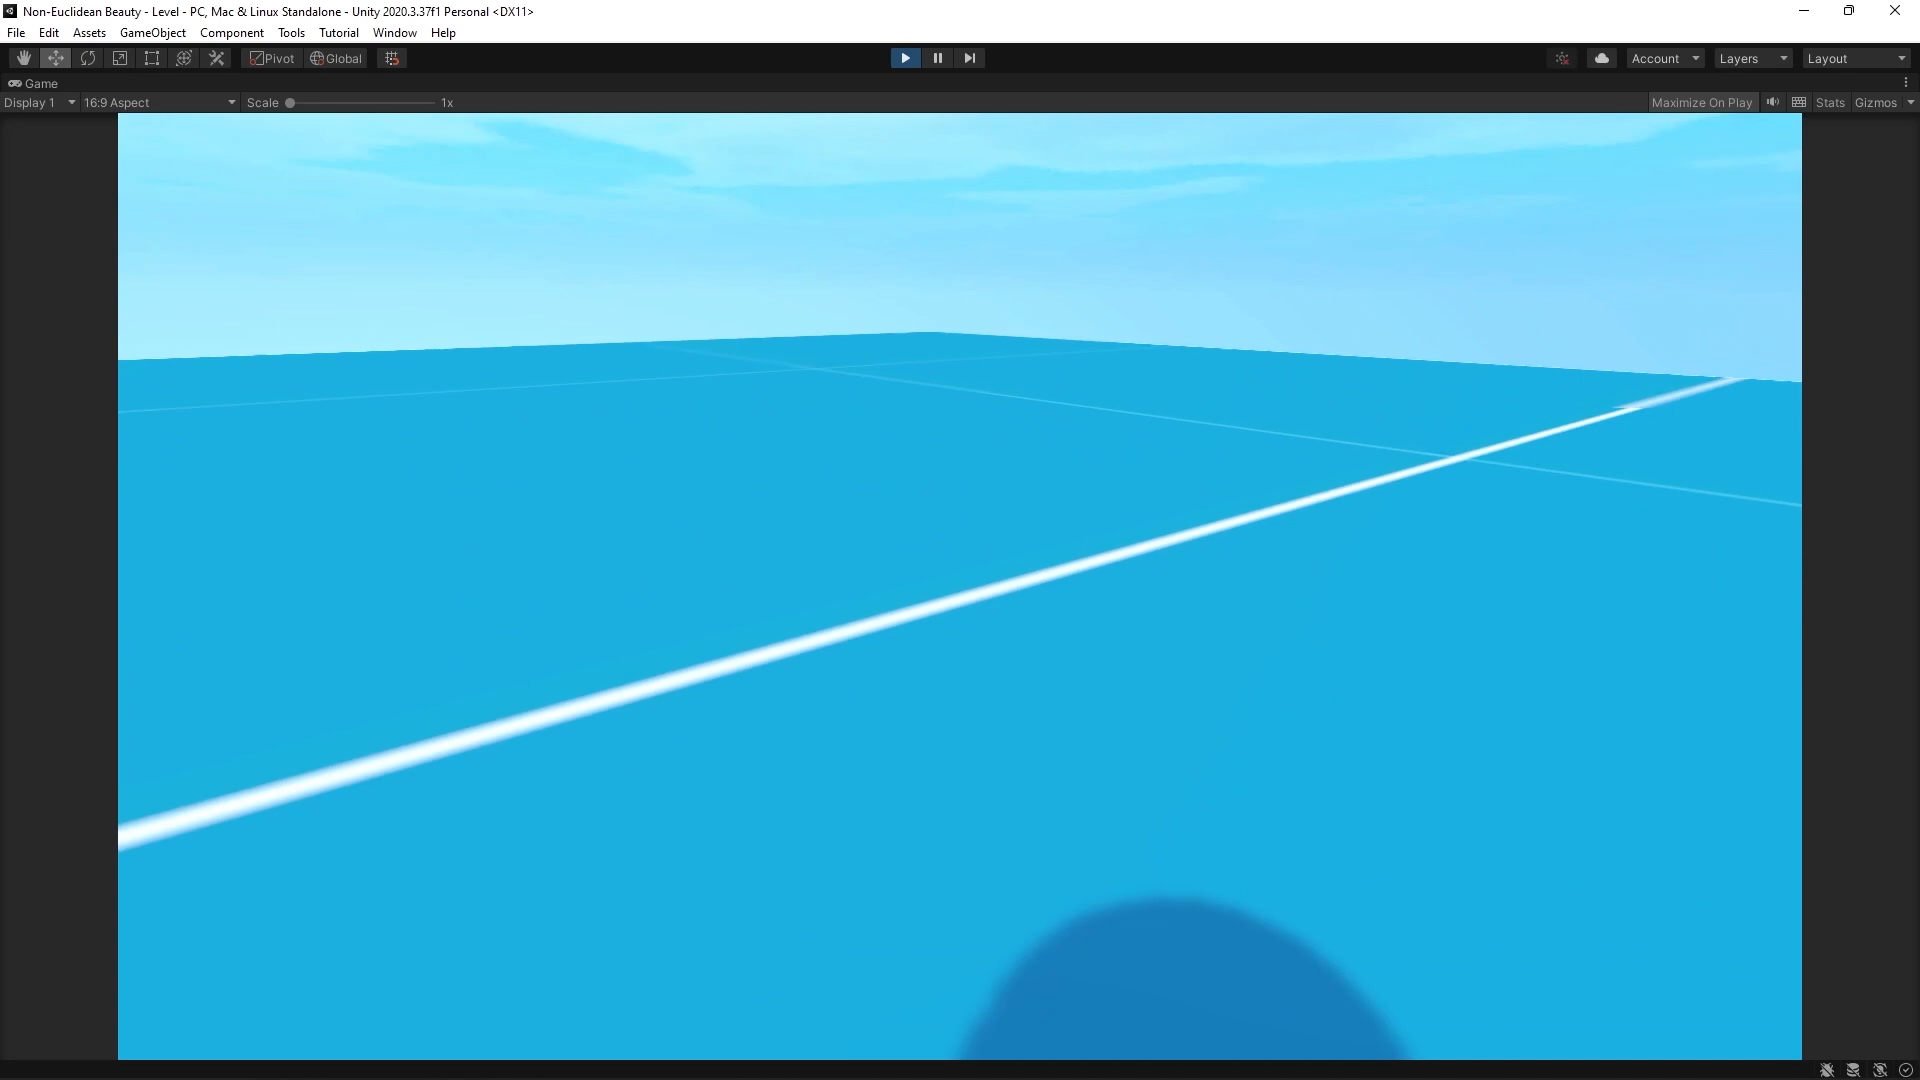 Non-Euclidean Beauty - Level - PC, Mac & Linux Standalone - Unity 2020.3.37f1 Personal <DX11>
File Edit Assets GameObject Component Tools Tutorial Window Help
Pivot Global Account Layers Layout
Game
Display 1 16:9 Aspect Scale 1x Maximize On Play Stats Gizmos